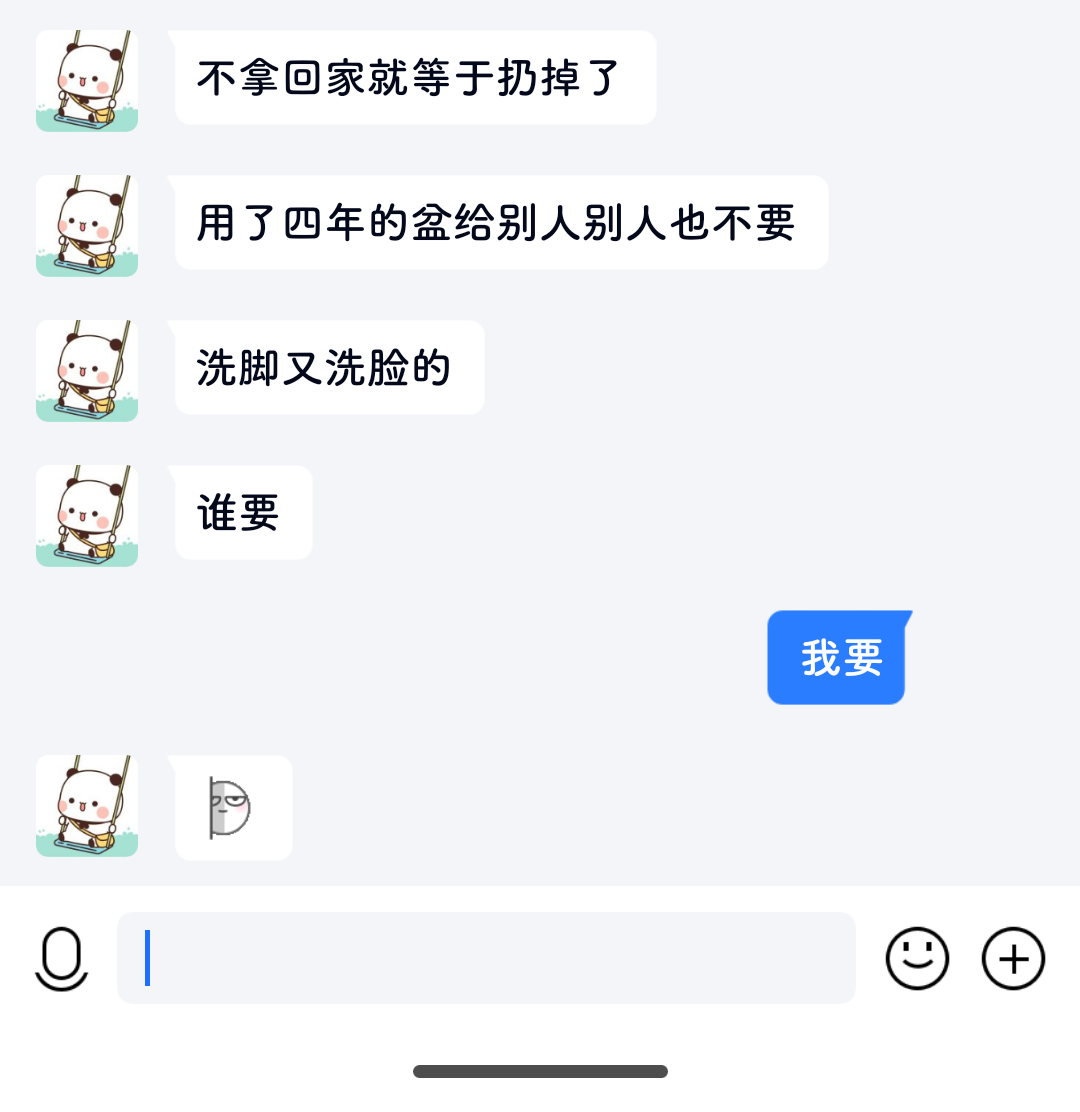 不拿回家就等于扔掉了
用了四年的盆给别人别人也不要
洗脚又洗脸的
谁要
我要